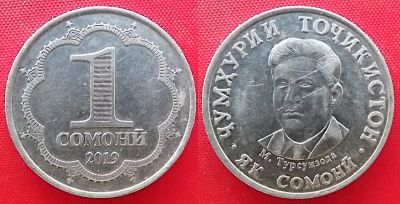 1
СОМОНӢ
2019
ҶУМҲУРИИ ТОҶИКИСТОН
М. Турсунзода
· ЯК СОМОНӢ ·